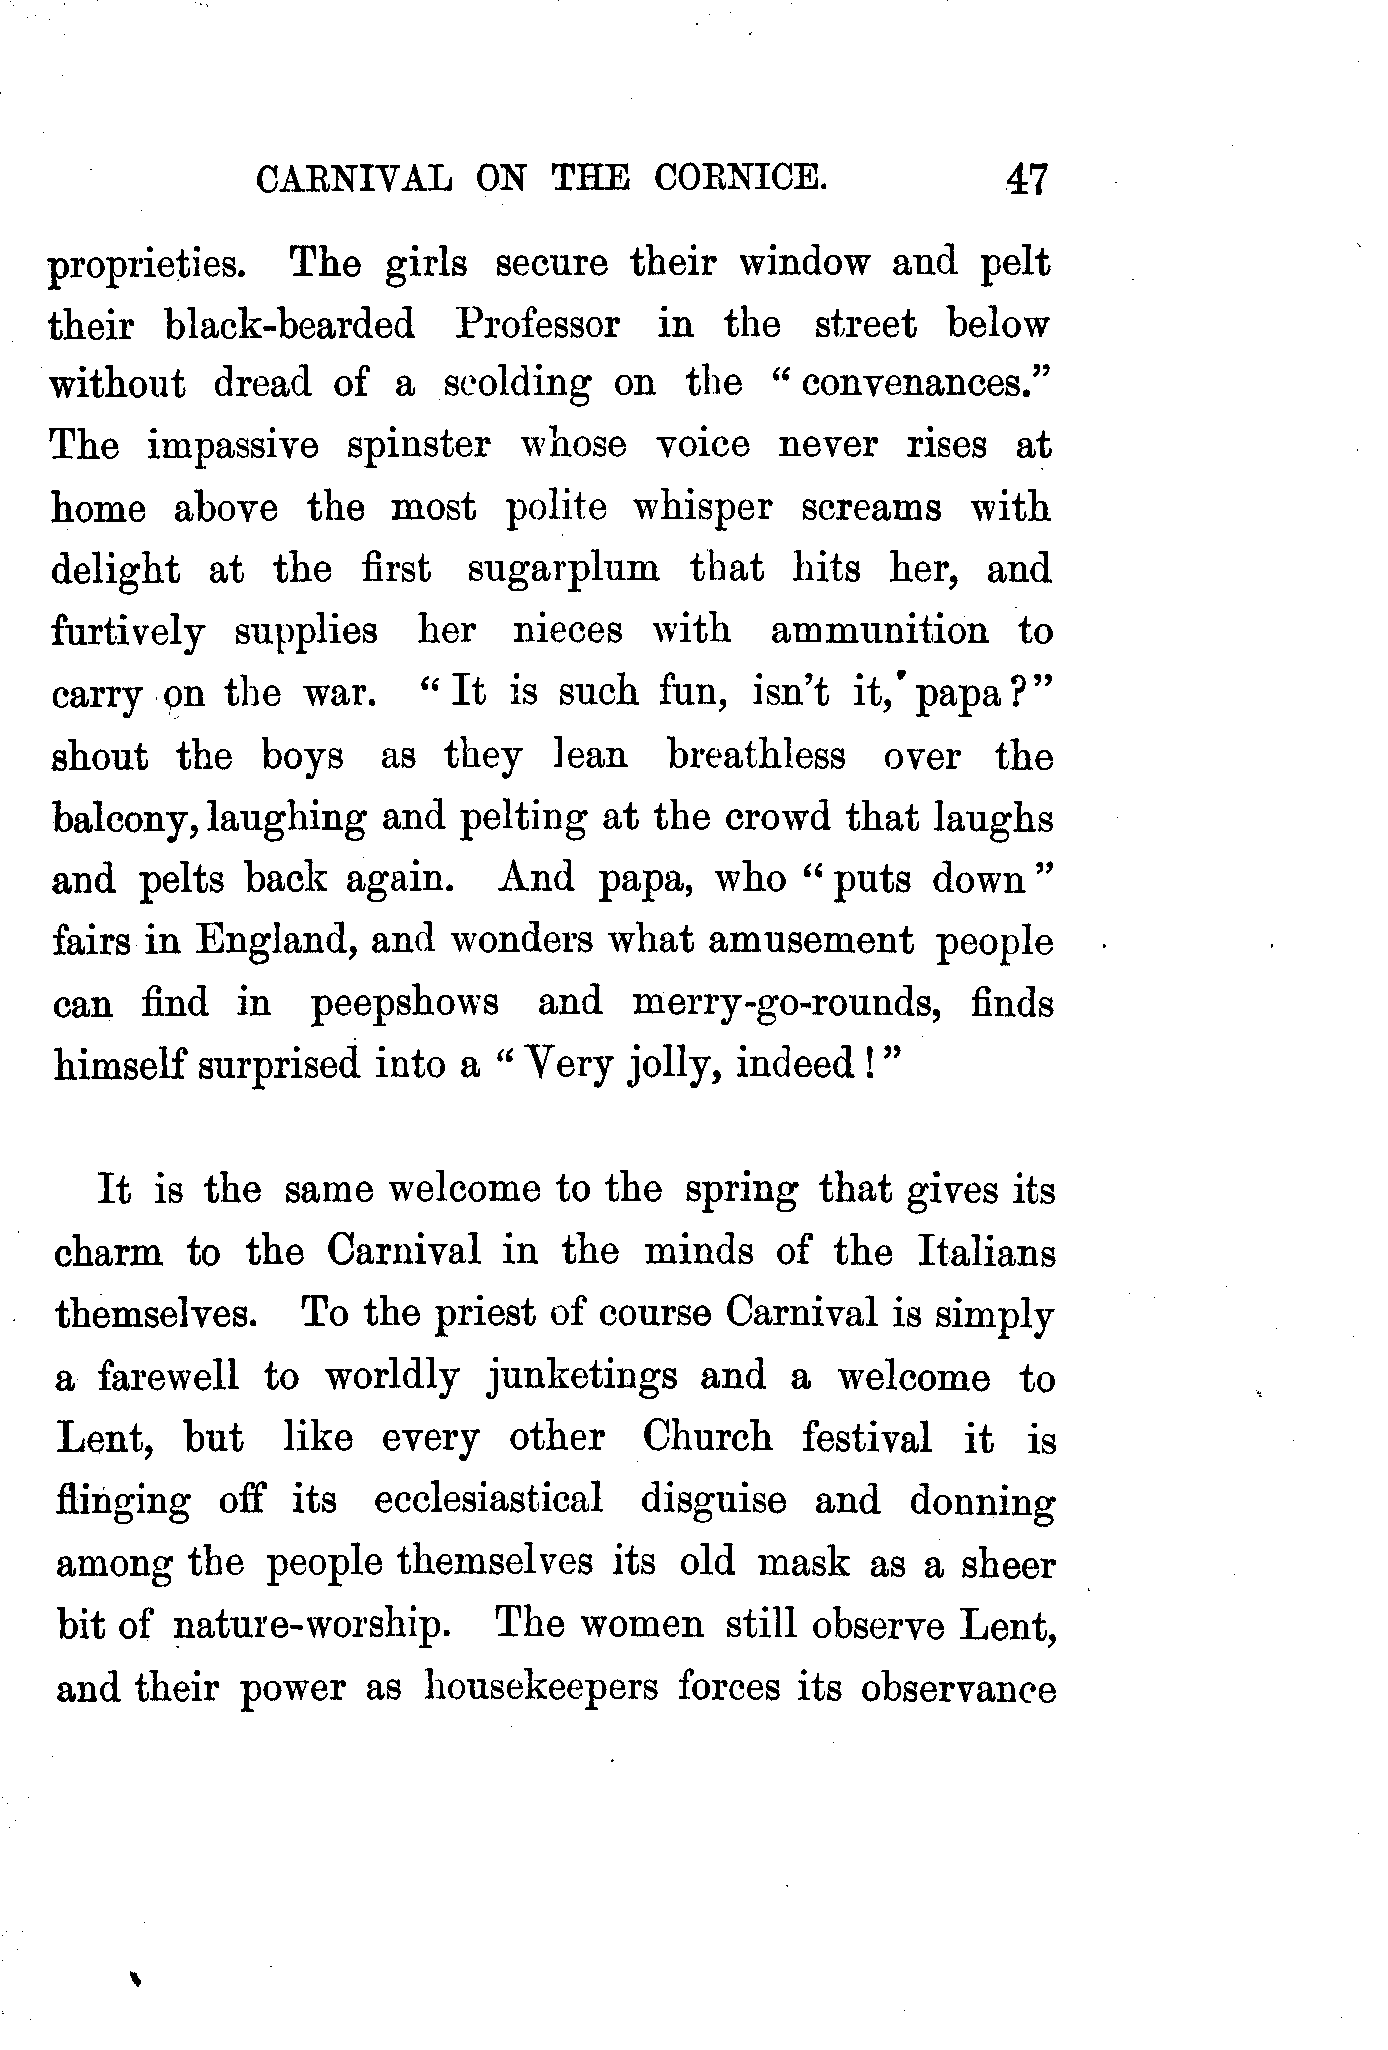 CARNIVAL ON THE CORNICE. 47
proprieties. The girls secure their window and pelt
their black-bearded Professor in the street below
without dread of a scolding on the “ convenances.”
The impassive spinster whose voice never rises at
home above the most polite whisper screams with
delight at the first sugarplum that hits her, and
furtively supplies her nieces with ammunition to
carry on the war. “ It is such fun, isn’t it, papa?”
shout the boys as they lean breathless over the
balcony, laughing and pelting at the crowd that laughs
and pelts back again. And papa, who “ puts down ”
fairs in England, and wonders what amusement people
can find in peepshows and merry-go-rounds, finds
himself surprised into a “ Very jolly, indeed ! ”
It is the same welcome to the spring that gives its
charm to the Carnival in the minds of the Italians
themselves. To the priest of course Carnival is simply
a farewell to worldly junketings and a welcome to
Lent, but like every other Church festival it is
flinging off its ecclesiastical disguise and donning
among the people themselves its old mask as a sheer
bit of nature-worship. The women still observe Lent,
and their power as housekeepers forces its observance